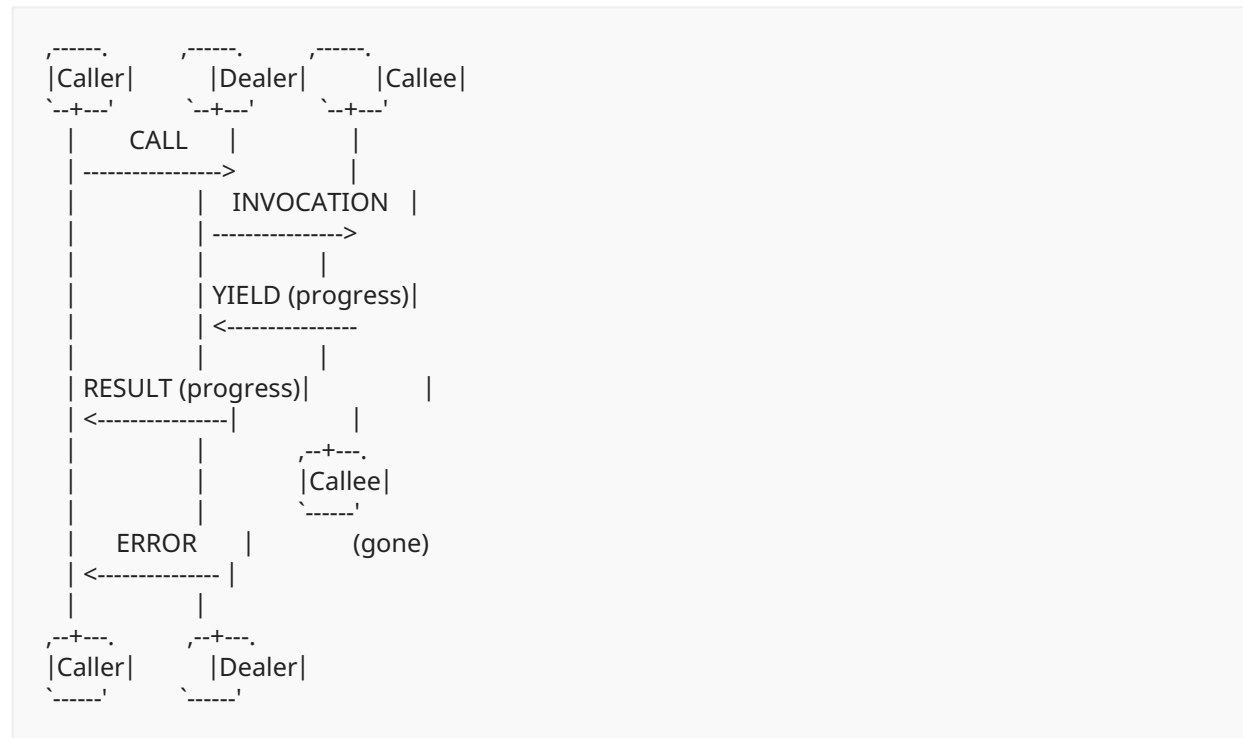 ,------. ,------. ,------.
|Caller| |Dealer| |Callee|
`--+---' `--+---' `--+---'
| CALL | |
| -----------------> |
| | INVOCATION |
| | ---------------->
| | |
| | YIELD (progress)|
| | <----------------
| | |
| RESULT (progress)| |
| <----------------| |
| | ,--+---.
| | |Callee|
| | `------'
| ERROR | (gone)
| <--------------- |
| |
,--+---. ,--+---.
|Caller| |Dealer|
`------' `------'